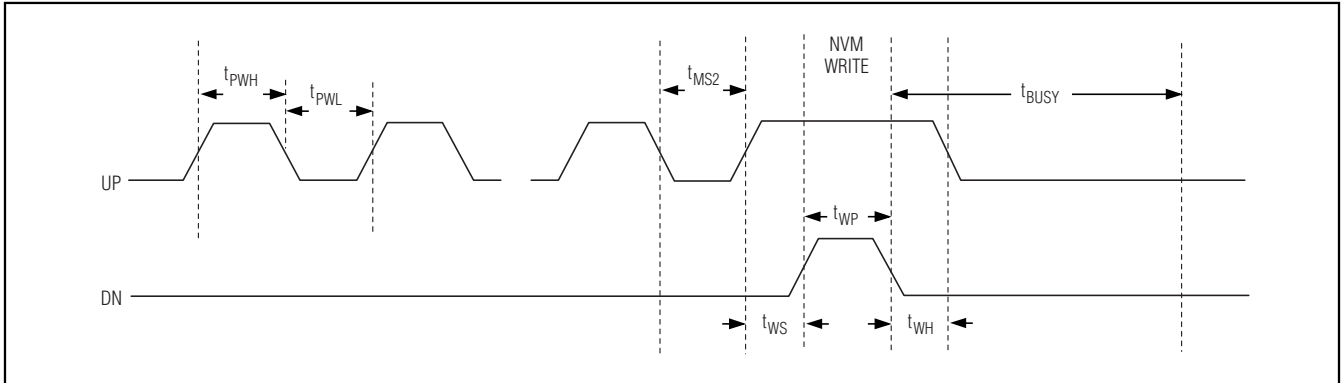 NVM
WRITE
tPWH
tPWL
tMS2
tBUSY
UP
tWP
DN
tWS
tWH